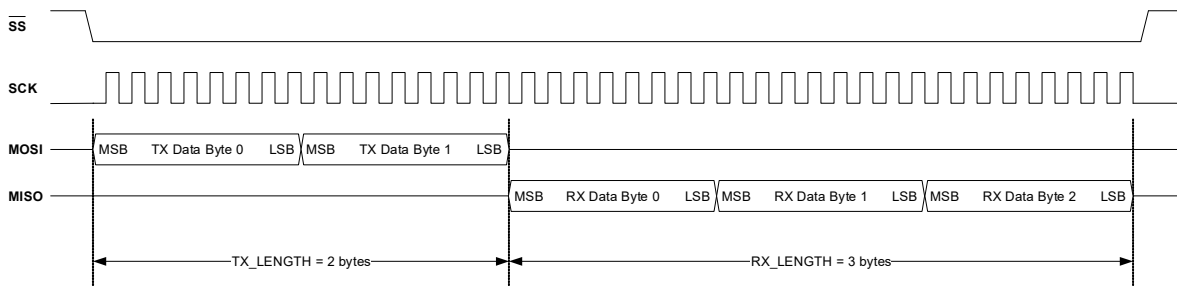 SS
SCK
MOSI MSB TX Data Byte 0 LSB MSB TX Data Byte 1 LSB
MISO MSB RX Data Byte 0 LSB MSB RX Data Byte 1 LSB MSB RX Data Byte 2 LSB
TX_LENGTH = 2 bytes RX_LENGTH = 3 bytes